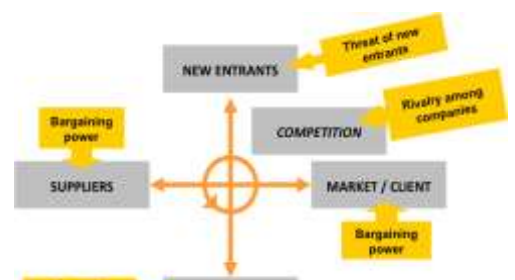 Threat of new
entrants
NEW ENTRANTS
Rivalry among
companies
Bargaining
power
COMPETITION
SUPPLIERS
MARKET / CLIENT
Bargaining
power